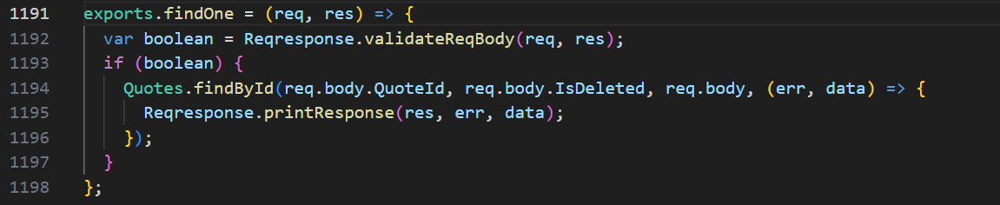 1191 exports.findOne = (req, res) => {
1192   var boolean = Reqresponse.validateReqBody(req, res);
1193   if (boolean) {
1194     Quotes.findById(req.body.QuoteId, req.body.IsDeleted, req.body, (err, data) => {
1195       Reqresponse.printResponse(res, err, data);
1196     });
1197   }
1198 };